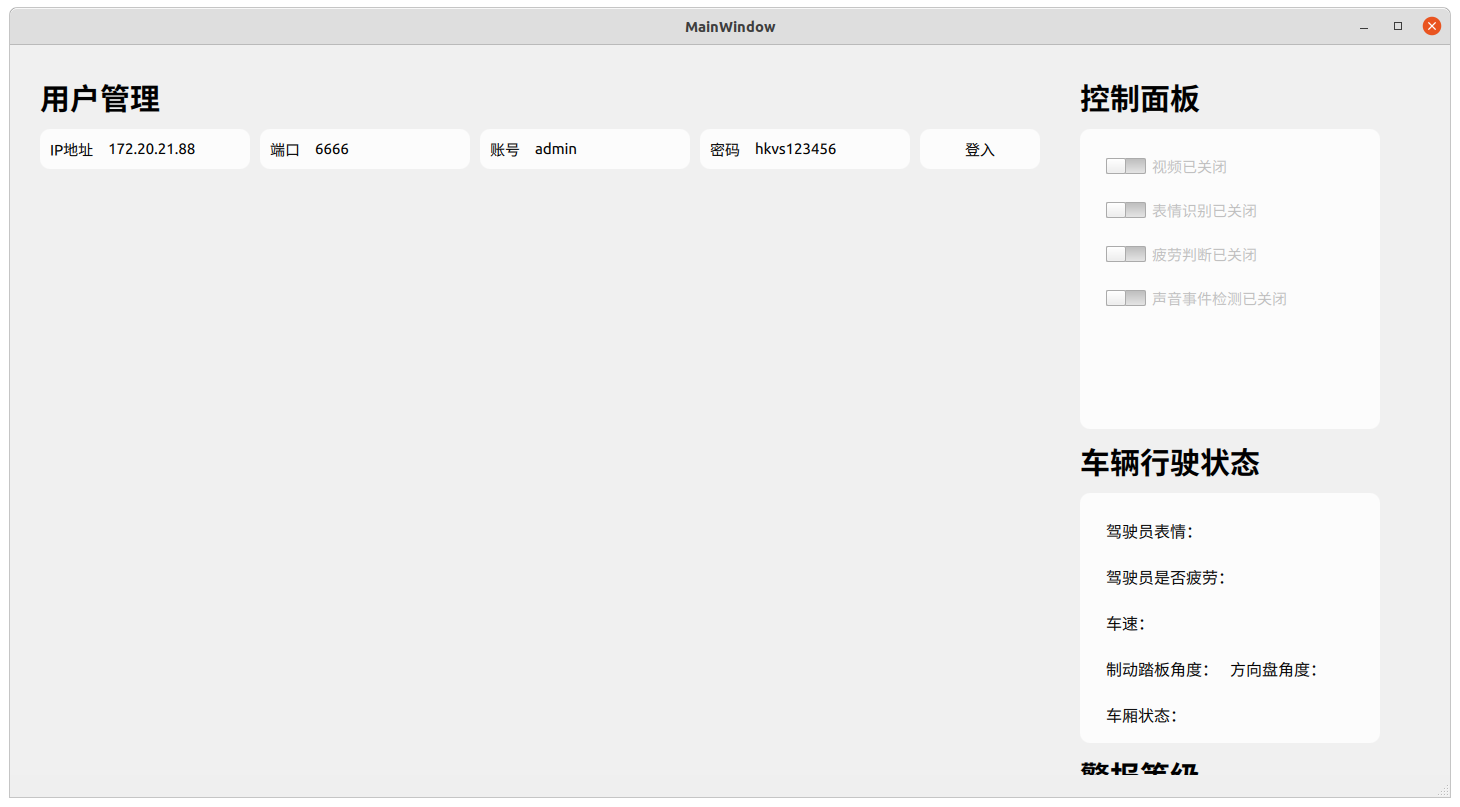 MainWindow
用户管理
IP地址 172.20.21.88 端口 6666 账号 admin 密码 hkvs123456 登入
控制面板
视频已关闭
表情识别已关闭
疲劳判断已关闭
声音事件检测已关闭
车辆行驶状态
驾驶员表情：
驾驶员是否疲劳：
车速：
制动踏板角度： 方向盘角度：
车厢状态：
警报等级